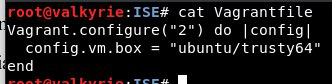 root@valkyrie:ISE# cat Vagrantfile
Vagrant.configure("2") do |config|
  config.vm.box = "ubuntu/trusty64"
end